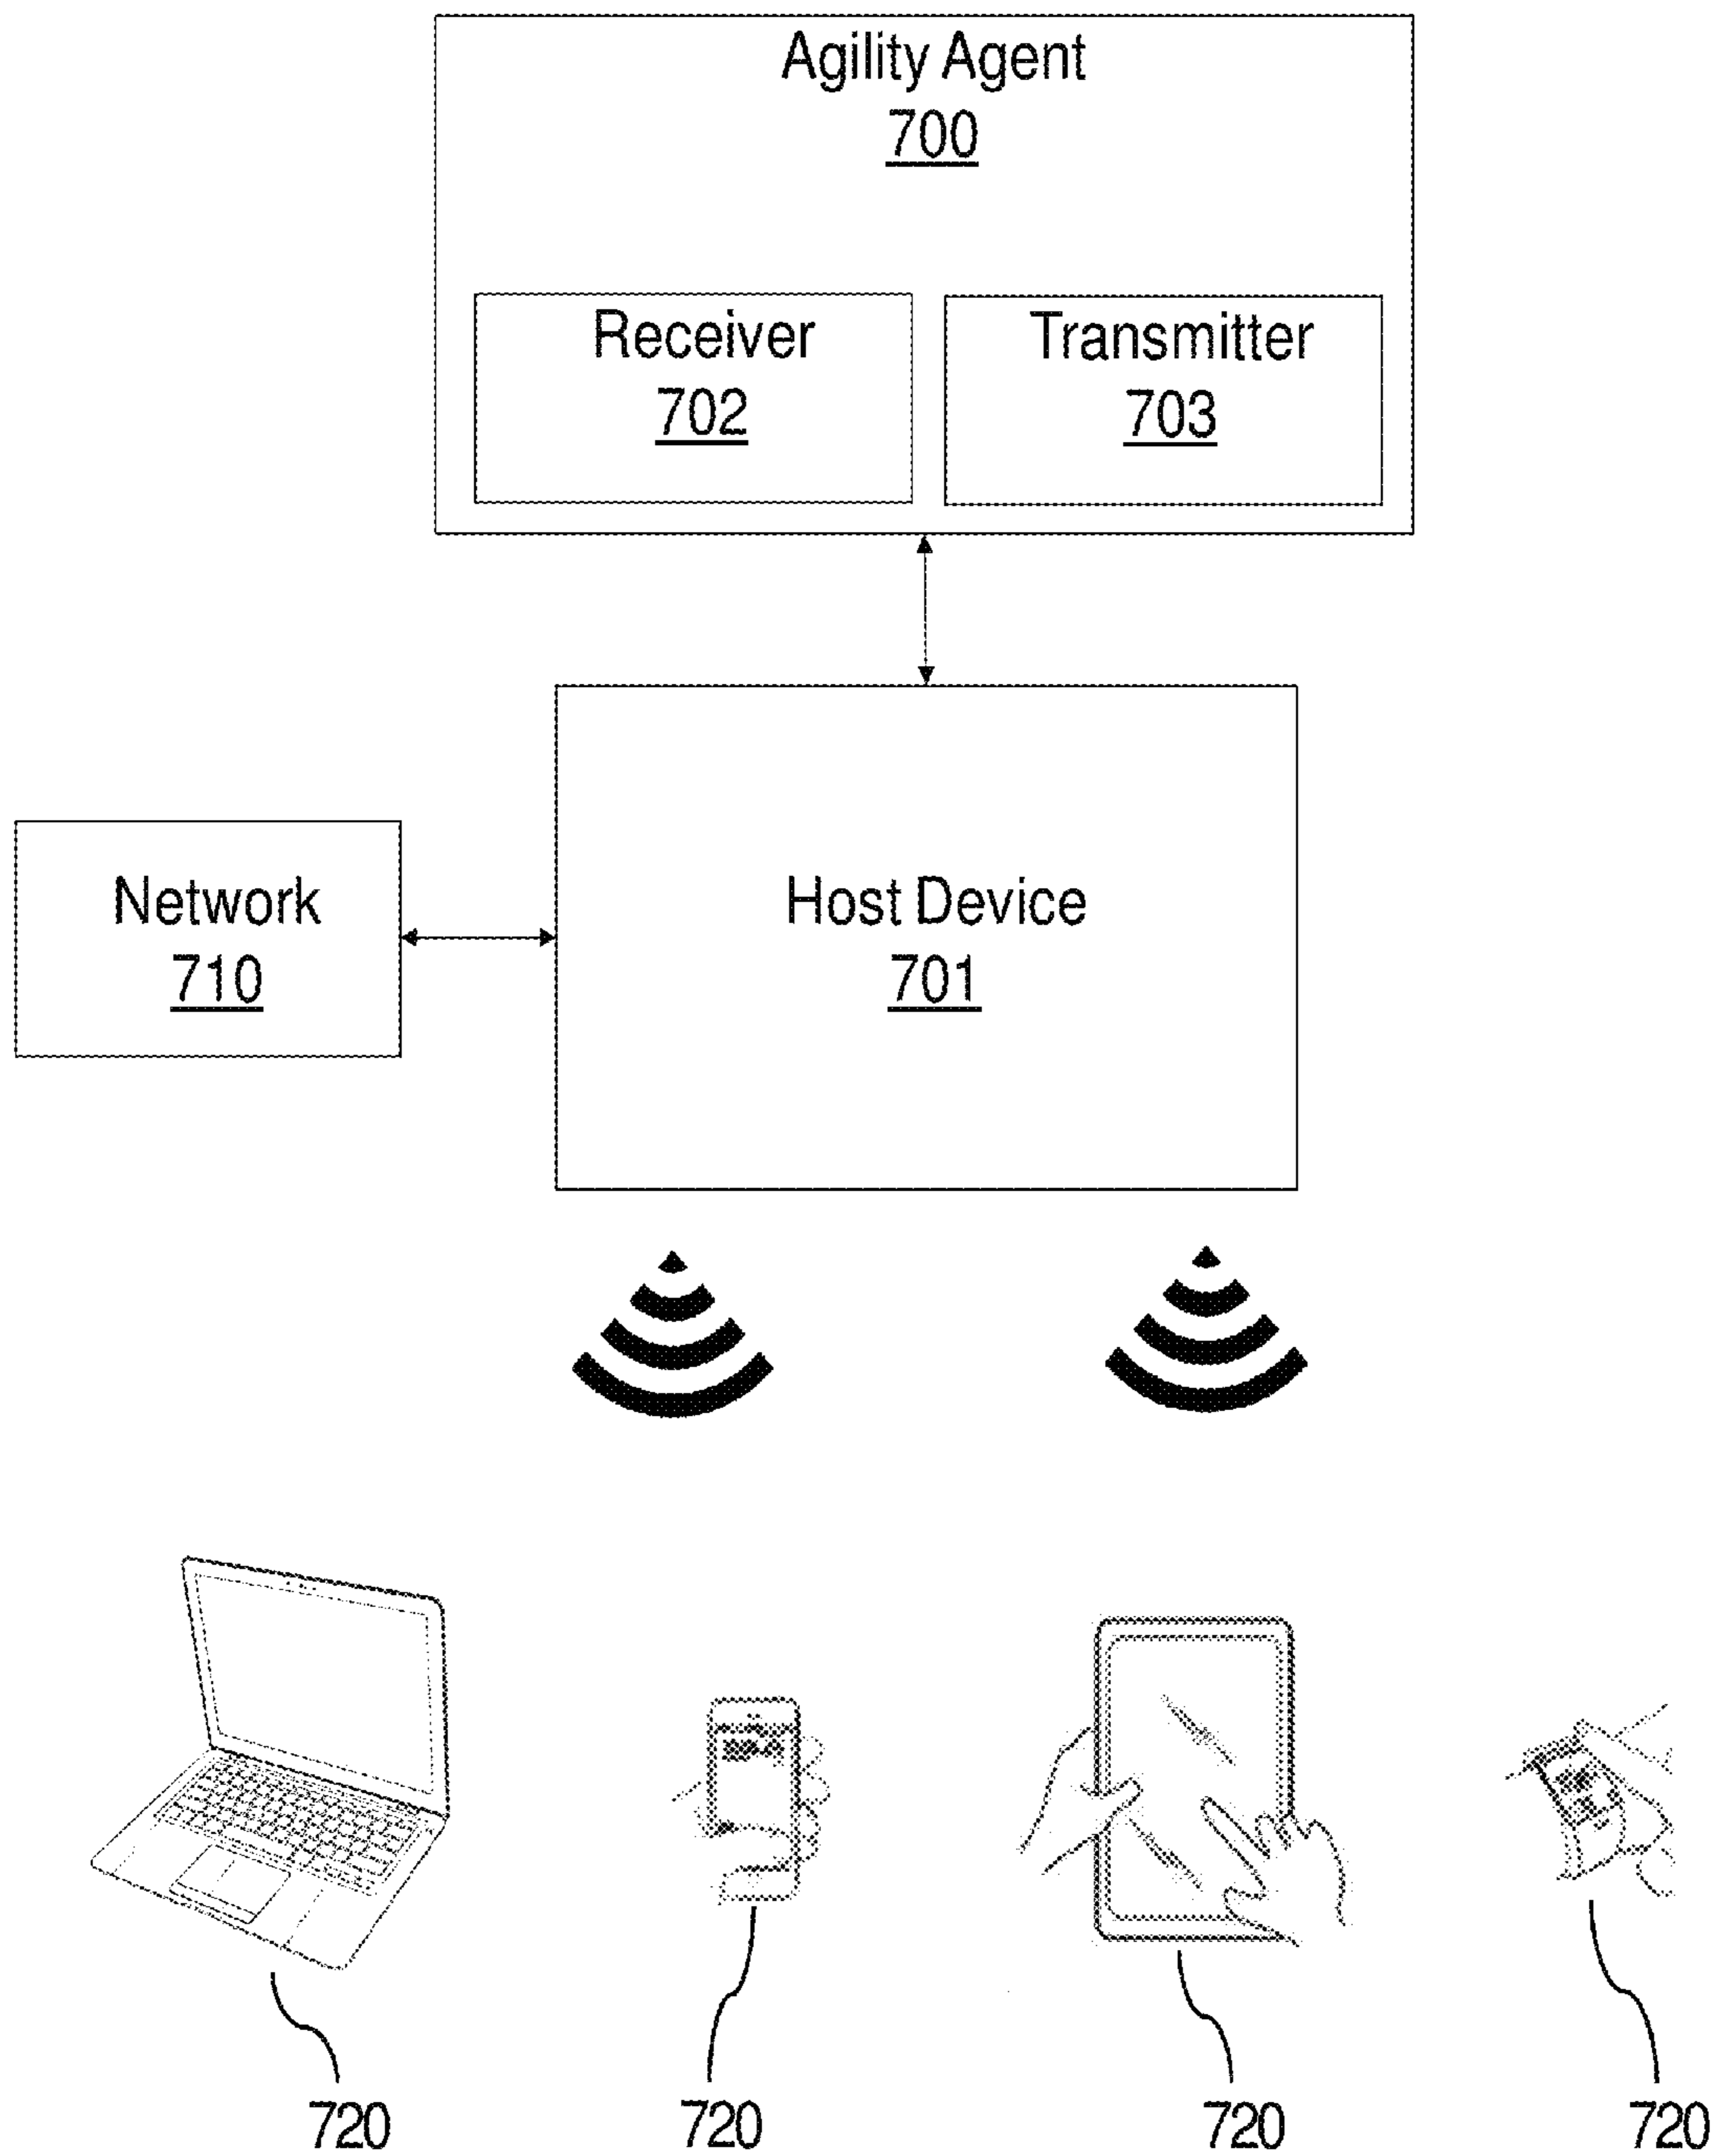 Agility Agent
700
Receiver
702
Transmitter
703
Network
710
Host Device
701
720
720
720
720